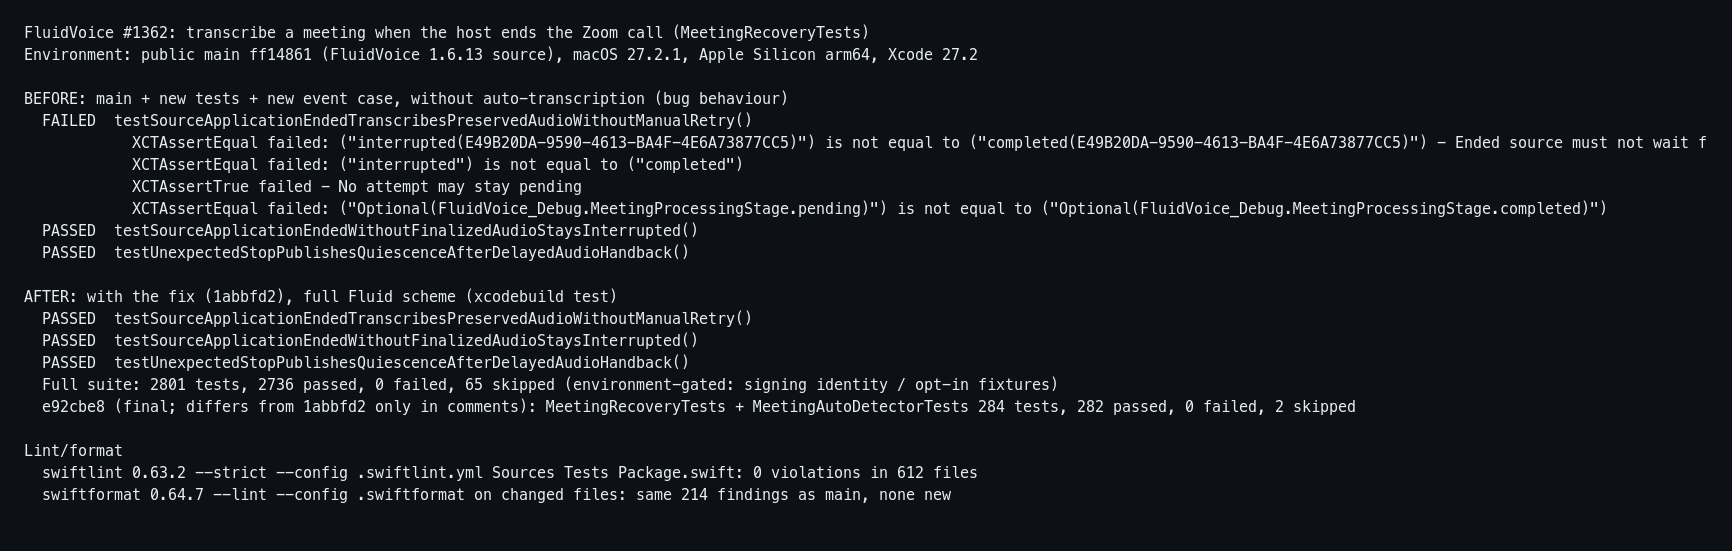 FluidVoice #1362: transcribe a meeting when the host ends the Zoom call (MeetingRecoveryTests)
Environment: public main ff14861 (FluidVoice 1.6.13 source), macOS 27.2.1, Apple Silicon arm64, Xcode 27.2
BEFORE: main + new tests + new event case, without auto-transcription (bug behaviour)
FAILED testSourceApplicationEndedTranscribesPreservedAudioWithoutManualRetry()
XCTAssertEqual failed: ("interrupted(E49B20DA-9590-4613-BA4F-4E6A73877CC5)") is not equal to ("completed(E49B20DA-9590-4613-BA4F-4E6A73877CC5)") - Ended source must not wait f
XCTAssertEqual failed: ("interrupted") is not equal to ("completed")
XCTAssertTrue failed - No attempt may stay pending
XCTAssertEqual failed: ("Optional(FluidVoice_Debug.MeetingProcessingStage.pending)") is not equal to ("Optional(FluidVoice_Debug.MeetingProcessingStage.completed)")
PASSED testSourceApplicationEndedWithoutFinalizedAudioStaysInterrupted()
PASSED testUnexpectedStopPublishesQuiescenceAfterDelayedAudioHandback()
AFTER: with the fix (1abbfd2), full Fluid scheme (xcodebuild test)
PASSED testSourceApplicationEndedTranscribesPreservedAudioWithoutManualRetry()
PASSED testSourceApplicationEndedWithoutFinalizedAudioStaysInterrupted()
PASSED testUnexpectedStopPublishesQuiescenceAfterDelayedAudioHandback()
Full suite: 2801 tests, 2736 passed, 0 failed, 65 skipped (environment-gated: signing identity / opt-in fixtures)
e92cbe8 (final; differs from 1abbfd2 only in comments): MeetingRecoveryTests + MeetingAutoDetectorTests 284 tests, 282 passed, 0 failed, 2 skipped
Lint/format
swiftlint 0.63.2 --strict --config .swiftlint.yml Sources Tests Package.swift: 0 violations in 612 files
swiftformat 0.64.7 --lint --config .swiftformat on changed files: same 214 findings as main, none new